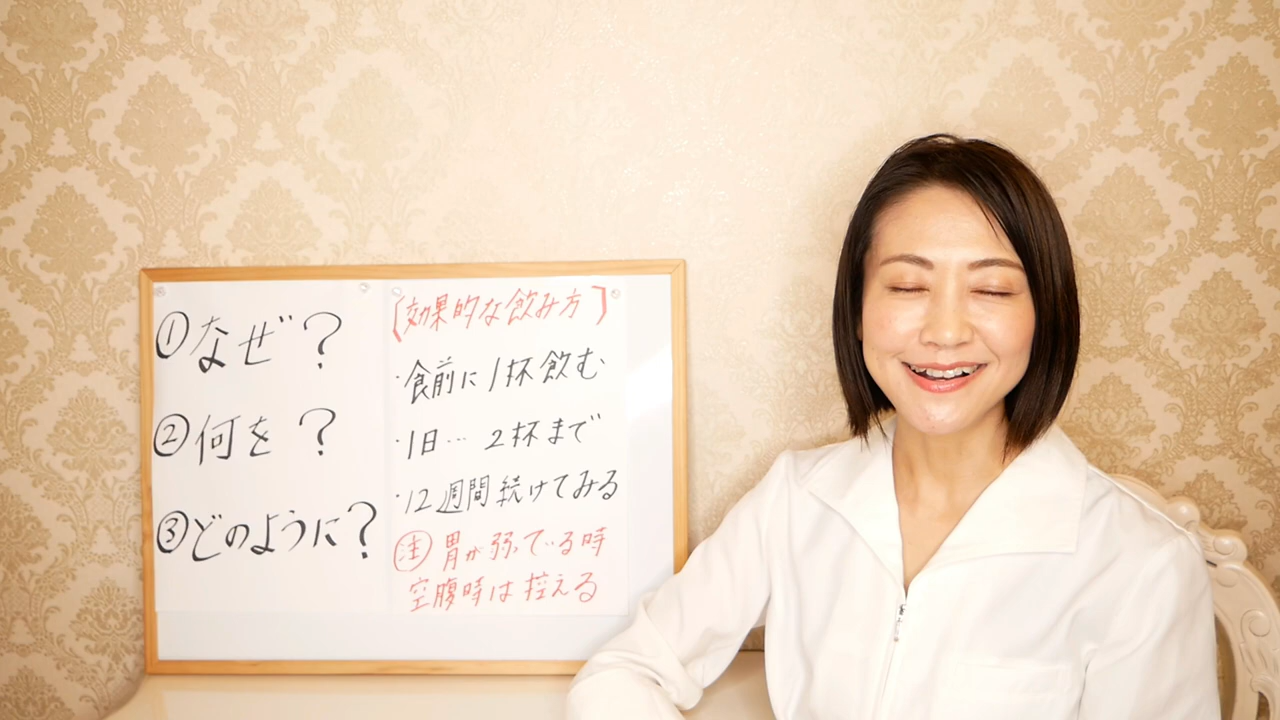 ①なぜ?
②何を?
③どのように?
[効果的な飲み方]
・食前に1杯飲む
・1日…2杯まで
・12週間続けてみる
㊟胃が弱っている時
空腹時は控える